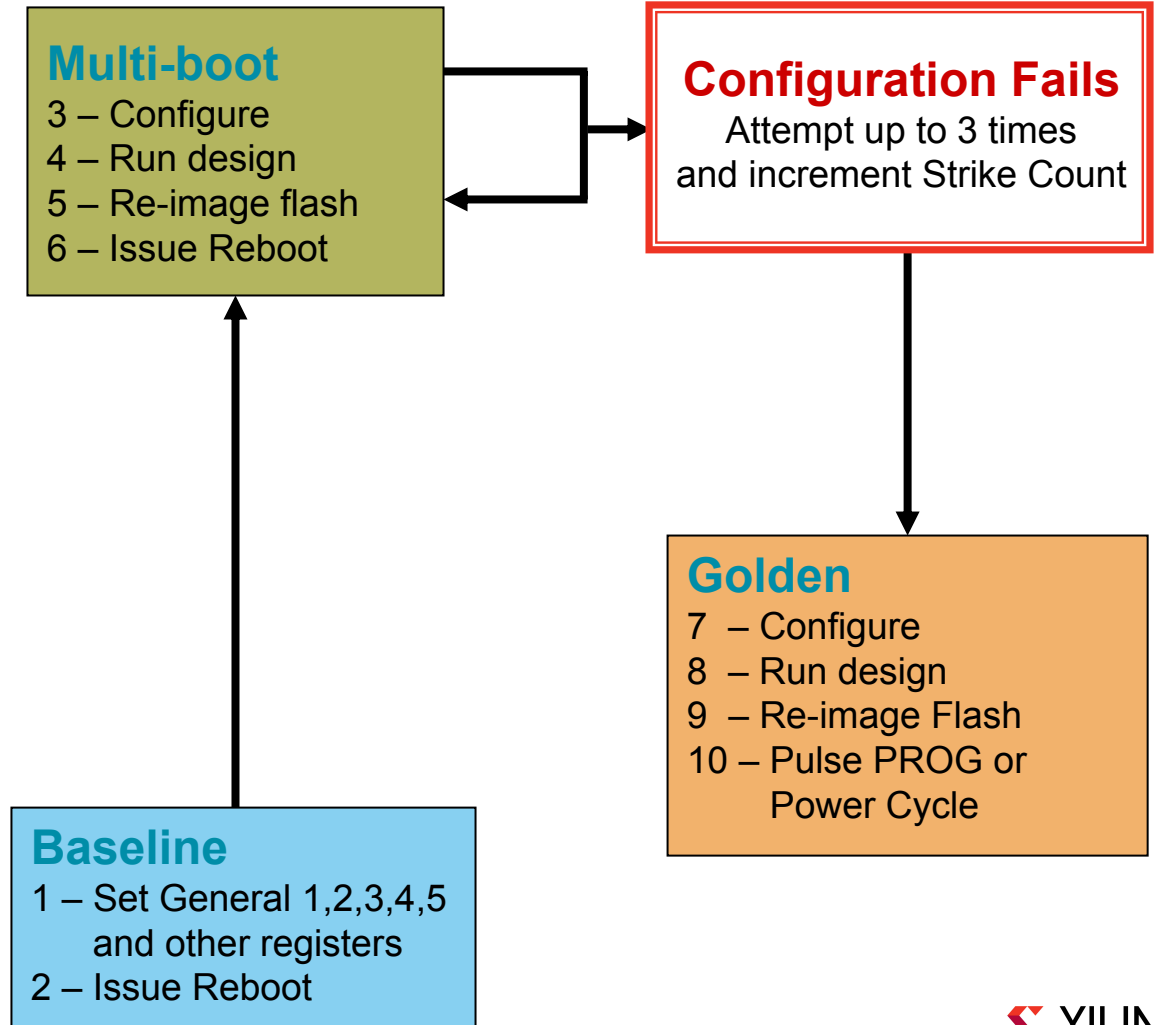 Multi-boot
3 – Configure
4 – Run design
5 – Re-image flash
6 – Issue Reboot
Configuration Fails
Attempt up to 3 times
and increment Strike Count
Golden
7 – Configure
8 – Run design
9 – Re-image Flash
10 – Pulse PROG or
Power Cycle
Baseline
1 – Set General 1,2,3,4,5
and other registers
2 – Issue Reboot